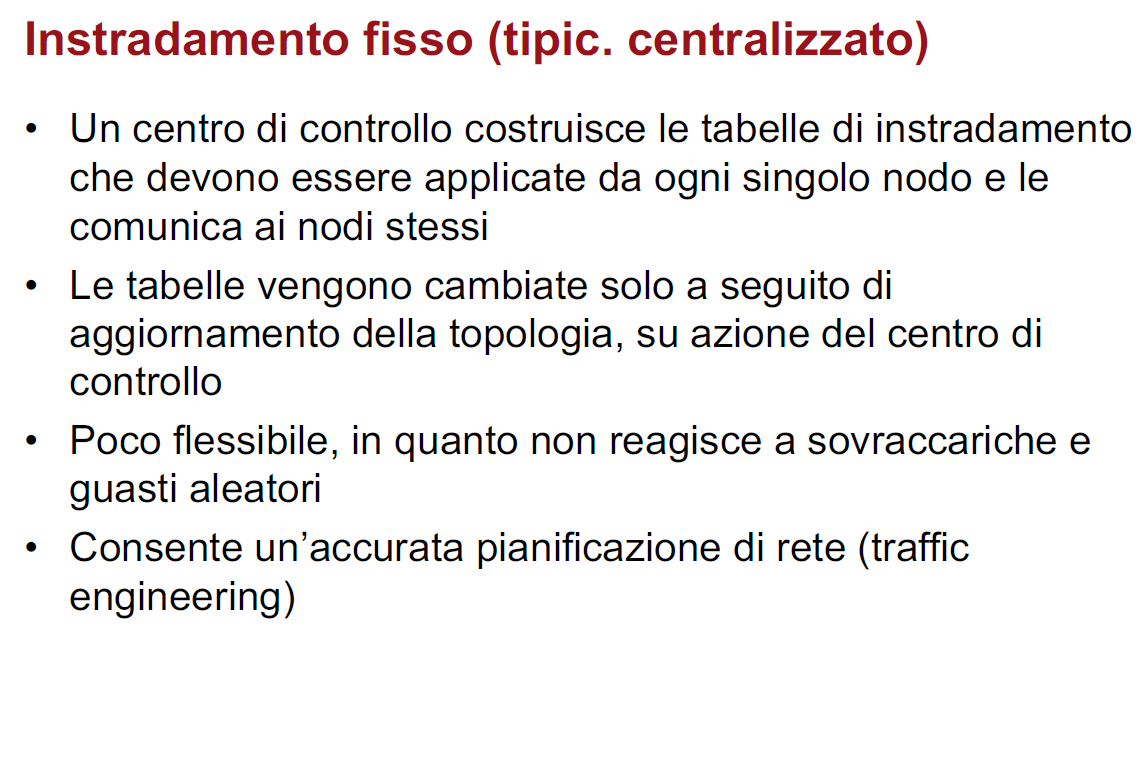 Instradamento fisso (tipic. centralizzato)
• Un centro di controllo costruisce le tabelle di instradamento
che devono essere applicate da ogni singolo nodo e le
comunica ai nodi stessi
• Le tabelle vengono cambiate solo a seguito di
aggiornamento della topologia, su azione del centro di
controllo
• Poco flessibile, in quanto non reagisce a sovraccariche e
guasti aleatori
• Consente un’accurata pianificazione di rete (traffic
engineering)